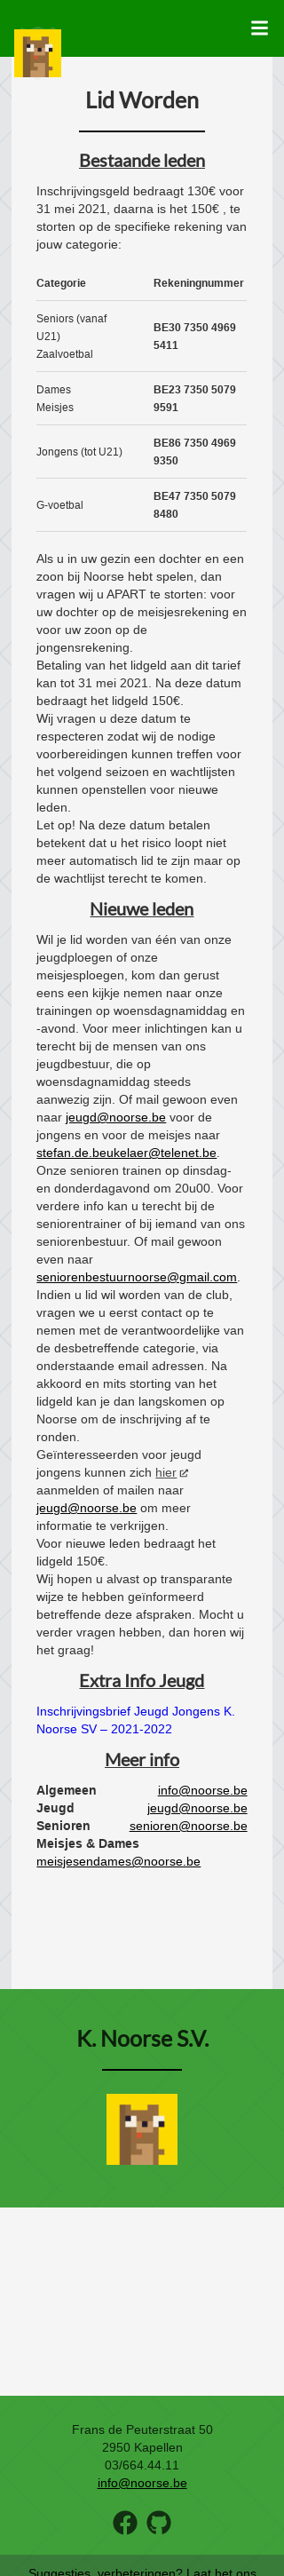 Lid Worden
Bestaande leden
Inschrijvingsgeld bedraagt 130€ voor
31 mei 2021, daarna is het 150€ , te
storten op de specifieke rekening van
jouw categorie:
Categorie Rekeningnummer
Seniors (vanaf
U21)
Zaalvoetbal
BE30 7350 4969
5411
Dames
Meisjes
BE23 7350 5079
9591
Jongens (tot U21)
BE86 7350 4969
9350
G-voetbal
BE47 7350 5079
8480
Als u in uw gezin een dochter en een
zoon bij Noorse hebt spelen, dan
vragen wij u APART te storten: voor
uw dochter op de meisjesrekening en
voor uw zoon op de
jongensrekening.
Betaling van het lidgeld aan dit tarief
kan tot 31 mei 2021. Na deze datum
bedraagt het lidgeld 150€.
Wij vragen u deze datum te
respecteren zodat wij de nodige
voorbereidingen kunnen treffen voor
het volgend seizoen en wachtlijsten
kunnen openstellen voor nieuwe
leden.
Let op! Na deze datum betalen
betekent dat u het risico loopt niet
meer automatisch lid te zijn maar op
de wachtlijst terecht te komen.
Nieuwe leden
Wil je lid worden van één van onze
jeugdploegen of onze
meisjesploegen, kom dan gerust
eens een kijkje nemen naar onze
trainingen op woensdagnamiddag en
-avond. Voor meer inlichtingen kan u
terecht bij de mensen van ons
jeugdbestuur, die op
woensdagnamiddag steeds
aanwezig zijn. Of mail gewoon even
naar jeugd@noorse.be voor de
jongens en voor de meisjes naar
stefan.de.beukelaer@telenet.be.
Onze senioren trainen op dinsdag-
en donderdagavond om 20u00. Voor
verdere info kan u terecht bij de
seniorentrainer of bij iemand van ons
seniorenbestuur. Of mail gewoon
even naar
seniorenbestuurnoorse@gmail.com.
Indien u lid wil worden van de club,
vragen we u eerst contact op te
nemen met de verantwoordelijke van
de desbetreffende categorie, via
onderstaande email adressen. Na
akkoord en mits storting van het
lidgeld kan je dan langskomen op
Noorse om de inschrijving af te
ronden.
Geïnteresseerden voor jeugd
jongens kunnen zich hier
aanmelden of mailen naar
jeugd@noorse.be om meer
informatie te verkrijgen.
Voor nieuwe leden bedraagt het
lidgeld 150€.
Wij hopen u alvast op transparante
wijze te hebben geïnformeerd
betreffende deze afspraken. Mocht u
verder vragen hebben, dan horen wij
het graag!
Extra Info Jeugd
Inschrijvingsbrief Jeugd Jongens K.
Noorse SV – 2021-2022
Meer info
Algemeen info@noorse.be
Jeugd jeugd@noorse.be
Senioren senioren@noorse.be
Meisjes & Dames
meisjesendames@noorse.be
K. Noorse S.V.
Frans de Peuterstraat 50
2950 Kapellen
03/664.44.11
info@noorse.be
Suggesties, verbeteringen? Laat het ons